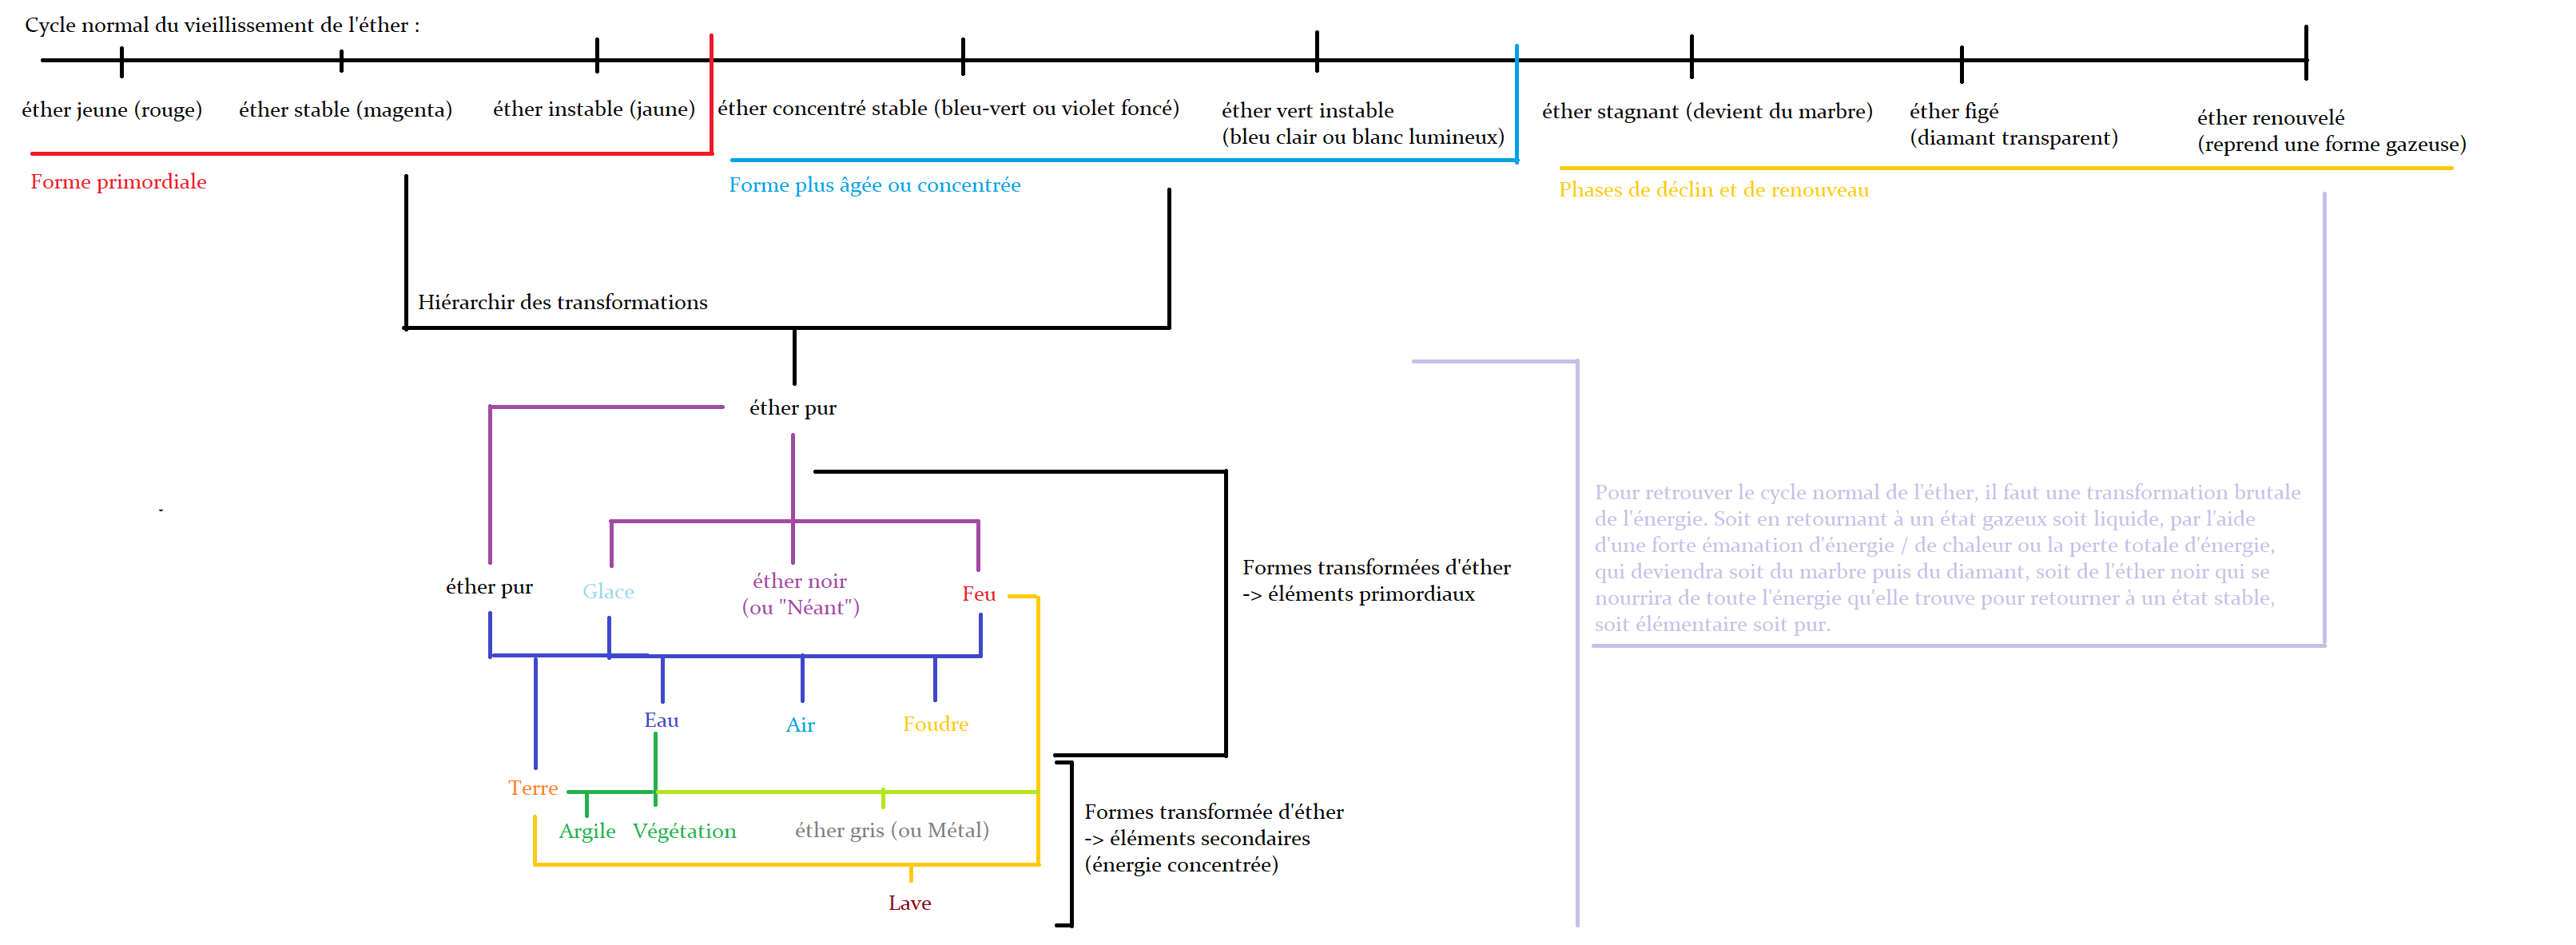 Cycle normal du vieillissement de l'éther :
éther jeune (rouge)
éther stable (magenta)
éther instable (jaune)
éther concentré stable (bleu-vert ou violet foncé)
éther vert instable
(bleu clair ou blanc lumineux)
éther stagnant (devient du marbre)
éther figé
(diamant transparent)
éther renouvelé
(reprend une forme gazeuse)
Forme primordiale
Forme plus âgée ou concentrée
Phases de déclin et de renouveau
Hiérarchir des transformations
éther pur
éther pur
Glace
éther noir
(ou "Néant")
Feu
Formes transformées d'éther
-> éléments primordiaux
Pour retrouver le cycle normal de l'éther, il faut une transformation brutale
de l'énergie. Soit en retournant à un état gazeux soit liquide, par l'aide
d'une forte émanation d'énergie / de chaleur ou la perte totale d'énergie,
qui deviendra soit du marbre puis du diamant, soit de l'éther noir qui se
nourrira de toute l'énergie qu'elle trouve pour retourner à un état stable,
soit élémentaire soit pur.
Eau
Air
Foudre
Terre
Argile
Végétation
éther gris (ou Métal)
Formes transformée d'éther
-> éléments secondaires
(énergie concentrée)
Lave